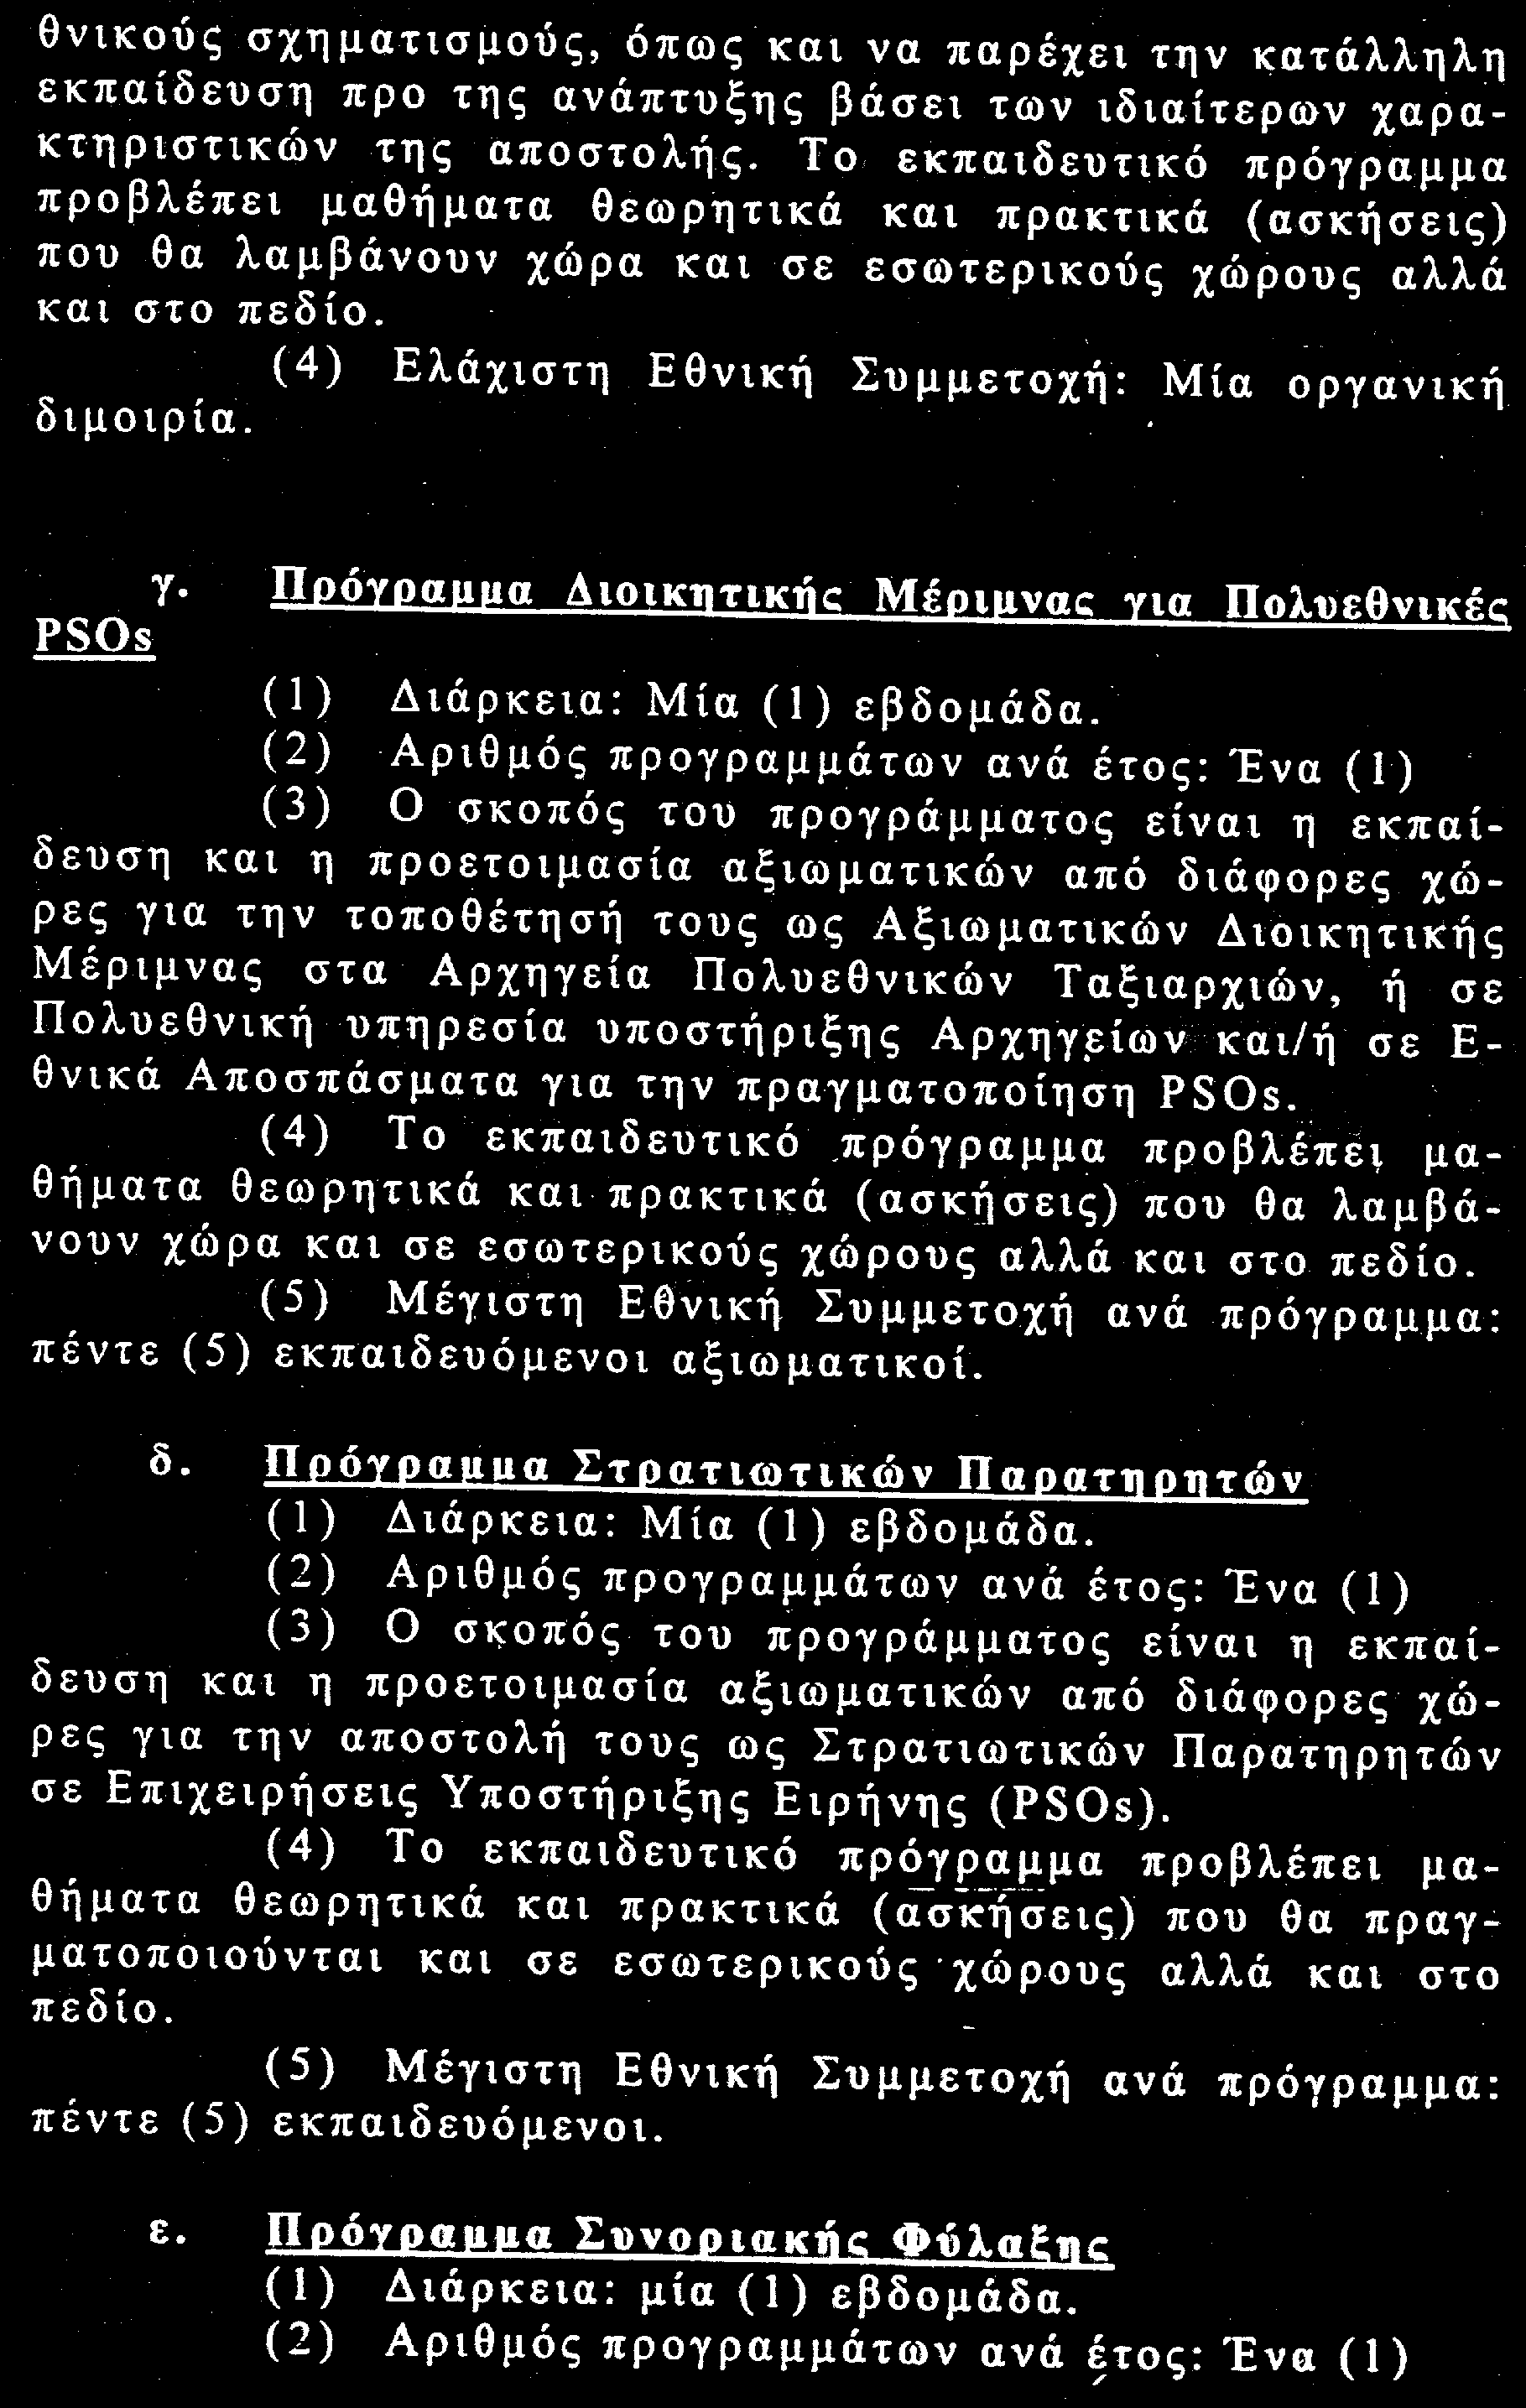 θνικούς σχηματισμούς, όπως και να παρέχει την κατάλληλη
εκπαίδευση προ της ανάπτυξης βάσει των ιδιαίτερων χαρα-
κτηριστικών της αποστολής. Το εκπαιδευτικό πρόγραμμα
προβλέπει μαθήματα θεωρητικά και πρακτικά (ασκήσεις)
που θα λαμβάνουν χώρα και σε εσωτερικούς χώρους αλλά
και στο πεδίο.
(4) Ελάχιστη Εθνική Συμμετοχή: Μία οργανική
διμοιρία.
γ. Πρόγραμμα Διοικητικής Μέριμνας για Πολυεθνικές
PSOs
(1) Διάρκεια: Μία (1) εβδομάδα.
(2) Αριθμός προγραμμάτων ανά έτος: Ένα (1)
(3) Ο σκοπός του προγράμματος είναι η εκπαί-
δευση και η προετοιμασία αξιωματικών από διάφορες χώ-
ρες για την τοποθέτησή τους ως Αξιωματικών Διοικητικής
Μέριμνας στα Αρχηγεία Πολυεθνικών Ταξιαρχιών, ή σε
Πολυεθνική υπηρεσία υποστήριξης Αρχηγείων και/ή σε Ε-
θνικά Αποσπάσματα για την πραγματοποίηση PSOs.
(4) Το εκπαιδευτικό πρόγραμμα προβλέπει μα-
θήματα θεωρητικά και πρακτικά (ασκήσεις) που θα λαμβά-
νουν χώρα και σε εσωτερικούς χώρους αλλά και στο πεδίο.
(5) Μέγιστη Εθνική Συμμετοχή ανά πρόγραμμα:
πέντε (5) εκπαιδευόμενοι αξιωματικοί.
δ. Πρόγραμμα Στρατιωτικών Παρατηρητών
(1) Διάρκεια: Μία (1) εβδομάδα.
(2) Αριθμός προγραμμάτων ανά έτος: Ένα (1)
(3) Ο σκοπός του προγράμματος είναι η εκπαί-
δευση και η προετοιμασία αξιωματικών από διάφορες χώ-
ρες για την αποστολή τους ως Στρατιωτικών Παρατηρητών
σε Επιχειρήσεις Υποστήριξης Ειρήνης (PSOs).
(4) Το εκπαιδευτικό πρόγραμμα προβλέπει μα-
θήματα θεωρητικά και πρακτικά (ασκήσεις) που θα πραγ-
ματοποιούνται και σε εσωτερικούς χώρους αλλά και στο
πεδίο.
(5) Μέγιστη Εθνική Συμμετοχή ανά πρόγραμμα:
πέντε (5) εκπαιδευόμενοι.
ε. Πρόγραμμα Συνοριακής Φύλαξης
(1) Διάρκεια: μία (1) εβδομάδα.
(2) Αριθμός προγραμμάτων ανά έτος: Ένα (1)